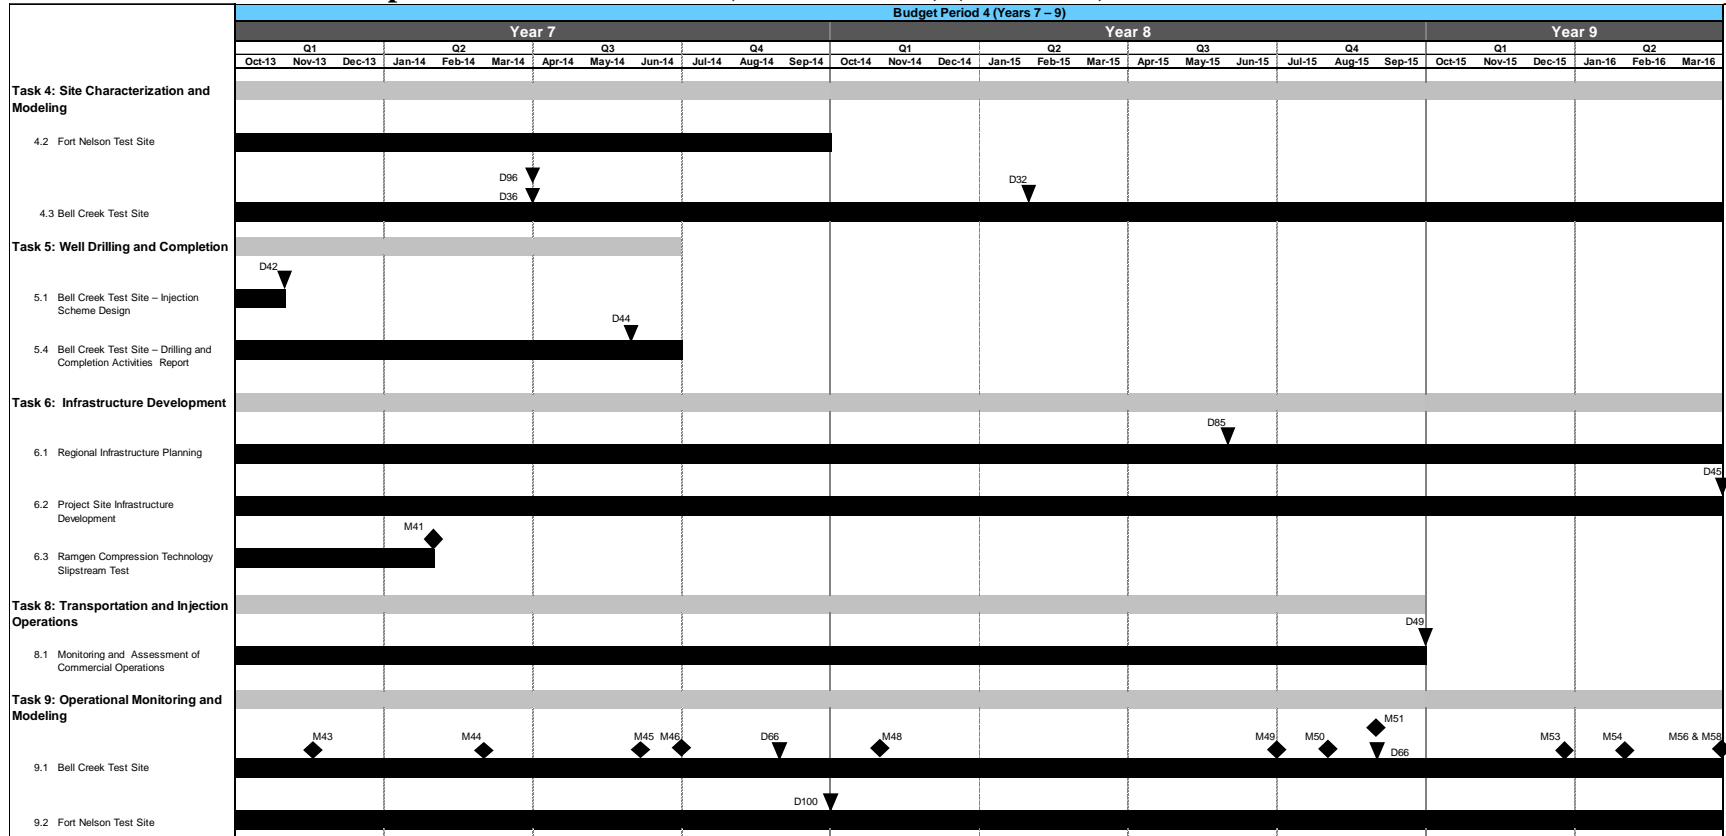 Budget Period 4 (Years 7 – 9)
Year 7 Year 8 Year 9
Q1 Q2 Q3 Q4 Q1 Q2 Q3 Q4 Q1 Q2
Oct-13 Nov-13 Dec-13 Jan-14 Feb-14 Mar-14 Apr-14 May-14 Jun-14 Jul-14 Aug-14 Sep-14 Oct-14 Nov-14 Dec-14 Jan-15 Feb-15 Mar-15 Apr-15 May-15 Jun-15 Jul-15 Aug-15 Sep-15 Oct-15 Nov-15 Dec-15 Jan-16 Feb-16 Mar-16
Task 4: Site Characterization and
Modeling
4.2 Fort Nelson Test Site
D96 D32
D36
4.3 Bell Creek Test Site
Task 5: Well Drilling and Completion
D42
5.1 Bell Creek Test Site – Injection
Scheme Design
D44
5.4 Bell Creek Test Site – Drilling and
Completion Activities Report
Task 6: Infrastructure Development
D85
6.1 Regional Infrastructure Planning
D45
6.2 Project Site Infrastructure
Development
M41
6.3 Ramgen Compression Technology
Slipstream Test
Task 8: Transportation and Injection
Operations
D49
8.1 Monitoring and Assessment of
Commercial Operations
Task 9: Operational Monitoring and
Modeling
M51
M43 M44 M45 M46 D66 M48 M49 M50 M53 M54 M56 & M58
D66
9.1 Bell Creek Test Site
D100
9.2 Fort Nelson Test Site